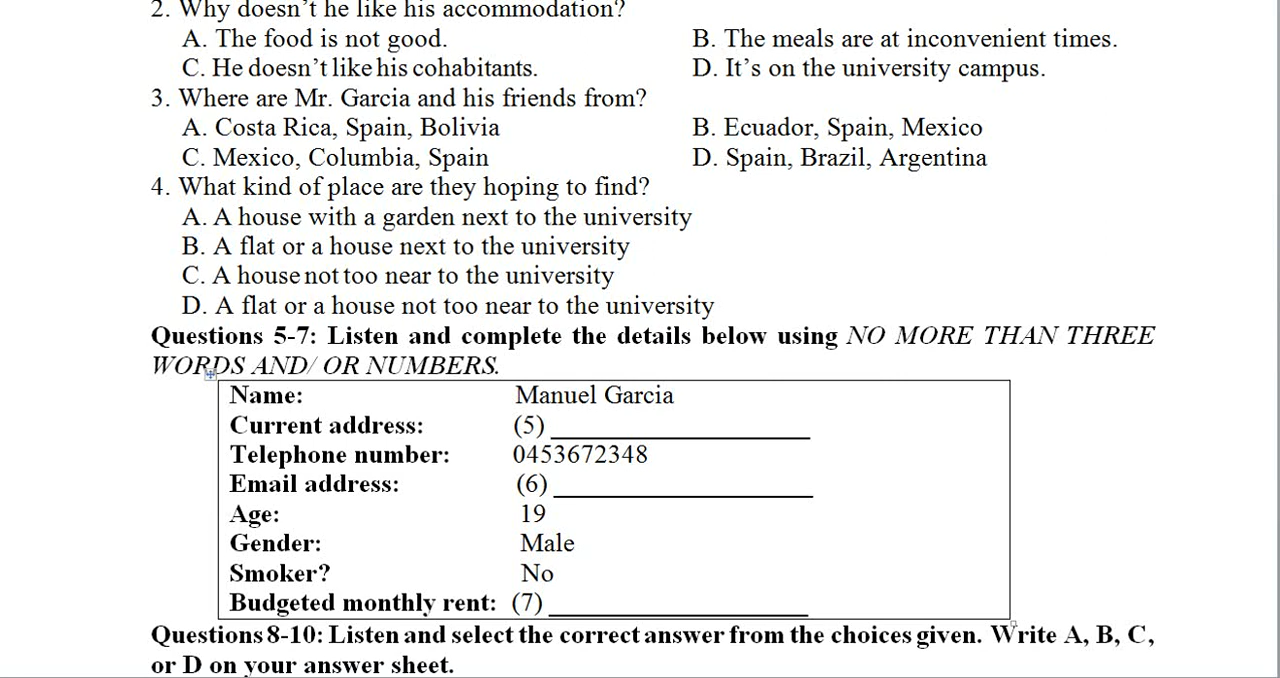 2. Why doesn't he like his accommodation?
A. The food is not good. B. The meals are at inconvenient times.
C. He doesn't like his cohabitants. D. It's on the university campus.
3. Where are Mr. Garcia and his friends from?
A. Costa Rica, Spain, Bolivia B. Ecuador, Spain, Mexico
C. Mexico, Columbia, Spain D. Spain, Brazil, Argentina
4. What kind of place are they hoping to find?
A. A house with a garden next to the university
B. A flat or a house next to the university
C. A house not too near to the university
D. A flat or a house not too near to the university
Questions 5-7: Listen and complete the details below using NO MORE THAN THREE
WORDS AND/ OR NUMBERS.
Name: Manuel Garcia
Current address: (5) ____________________
Telephone number: 0453672348
Email address: (6) ____________________
Age: 19
Gender: Male
Smoker? No
Budgeted monthly rent: (7) ____________________
Questions 8-10: Listen and select the correct answer from the choices given. Write A, B, C,
or D on your answer sheet.